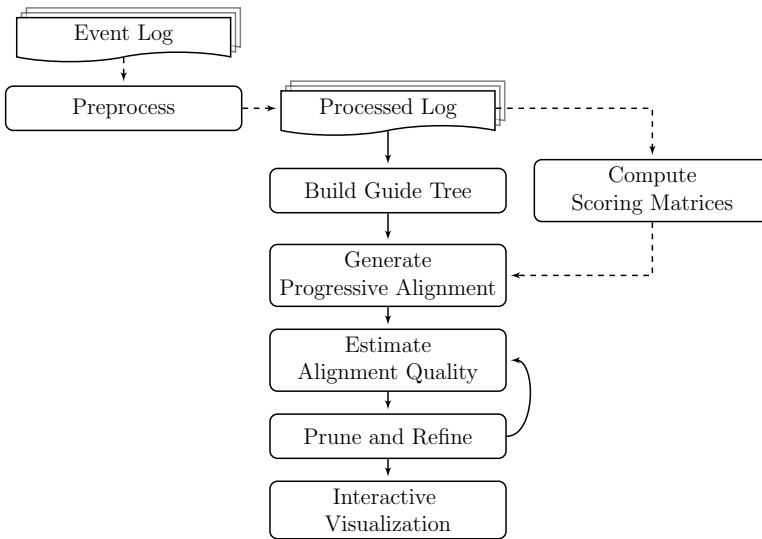 Event Log
Preprocess
Processed Log
Build Guide Tree
Compute
Scoring Matrices
Generate
Progressive Alignment
Estimate
Alignment Quality
Prune and Refine
Interactive
Visualization